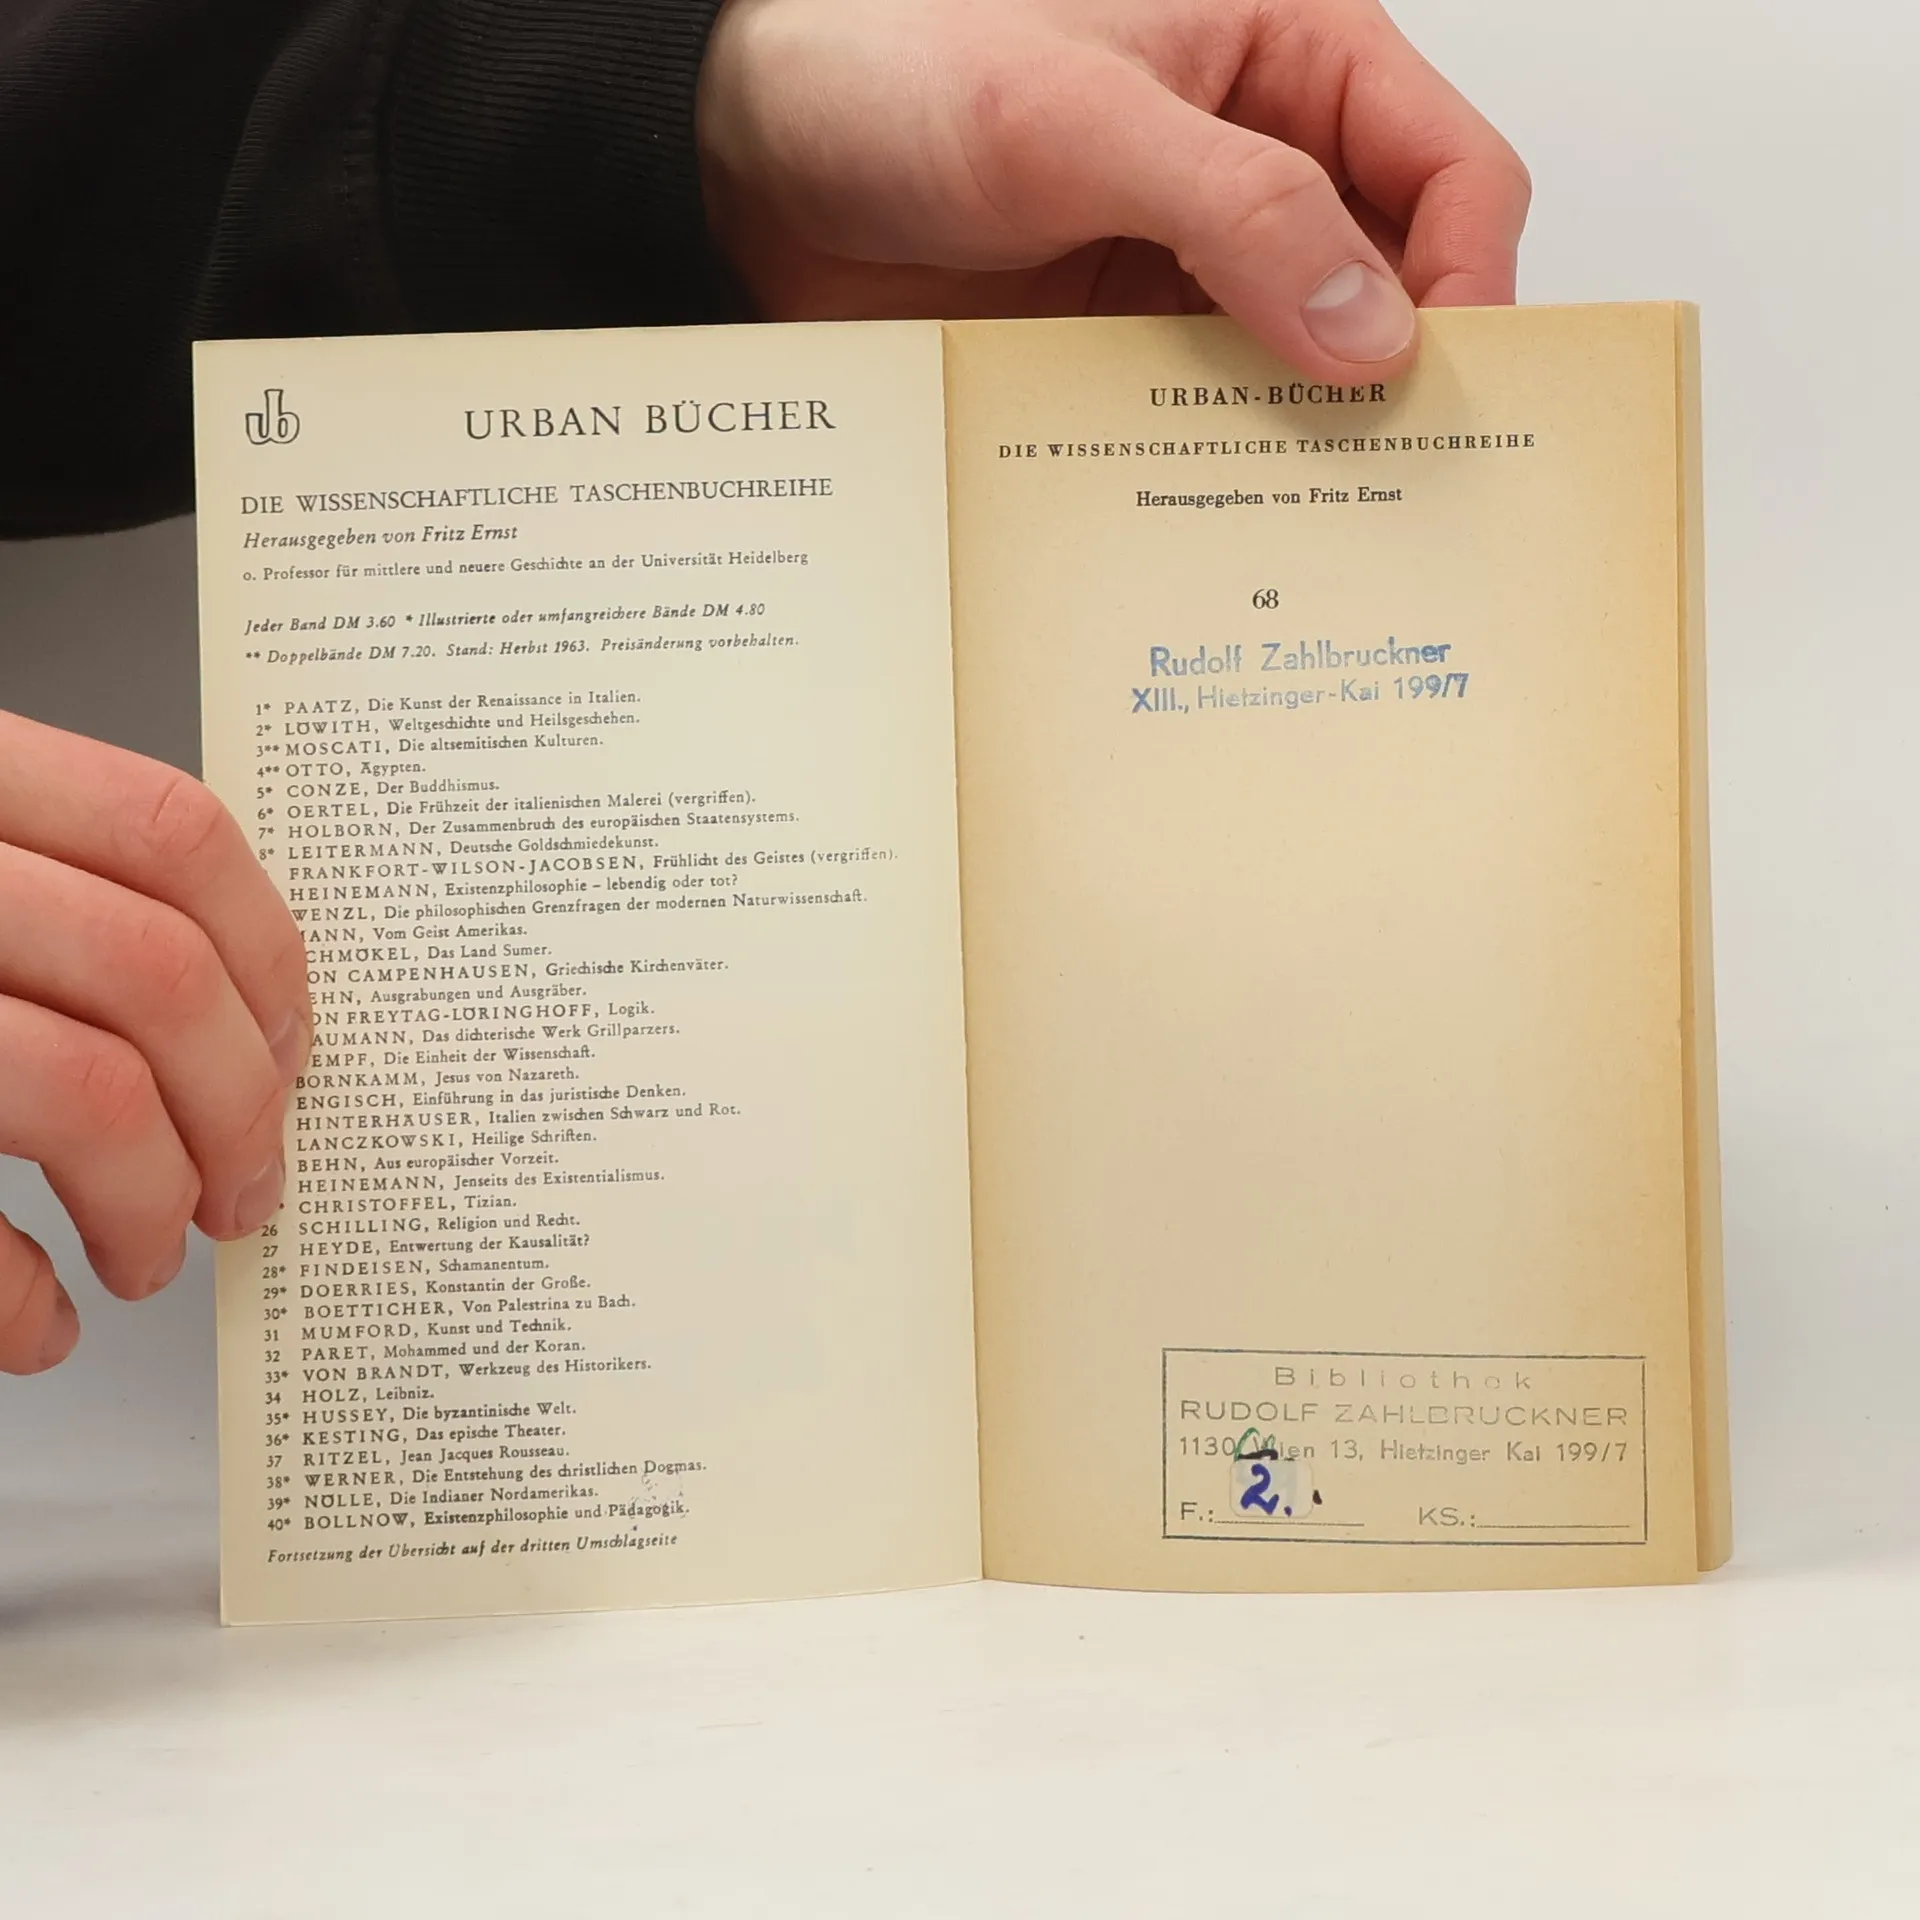 ub
URBAN BÜCHER
DIE WISSENSCHAFTLICHE TASCHENBUCHREIHE
Herausgegeben von Fritz Ernst
o. Professor für mittlere und neuere Geschichte an der Universität Heidelberg
Jeder Band DM 3.60 * Illustrierte oder umfangreichere Bände DM 4.80
** Doppelbände DM 7.20. Stand: Herbst 1963. Preisänderung vorbehalten.
1* PAATZ, Die Kunst der Renaissance in Italien.
2* LÖWITH, Weltgeschichte und Heilsgeschehen.
3** MOSCATI, Die altsemitischen Kulturen.
4** OTTO, Ägypten.
5* CONZE, Der Buddhismus.
6* OERTEL, Die Frühzeit der italienischen Malerei (vergriffen).
7* HOLBORN, Der Zusammenbruch des europäischen Staatensystems.
8* LEITERMANN, Deutsche Goldschmiedekunst.
FRANKFORT-WILSON-JACOBSEN, Frühlicht des Geistes (vergriffen).
HEINEMANN, Existenzphilosophie – lebendig oder tot?
WENZL, Die philosophischen Grenzfragen der modernen Naturwissenschaft.
MANN, Vom Geist Amerikas.
CHMÖKEL, Das Land Sumer.
ON CAMPENHAUSEN, Griechische Kirchenväter.
EHN, Ausgrabungen und Ausgräber.
ON FREYTAG-LÖRINGHOFF, Logik.
AUMANN, Das dichterische Werk Grillparzers.
EMPF, Die Einheit der Wissenschaft.
BORNKAMM, Jesus von Nazareth.
ENGISCH, Einführung in das juristische Denken.
HINTERHÄUSER, Italien zwischen Schwarz und Rot.
LANCZKOWSKI, Heilige Schriften.
BEHN, Aus europäischer Vorzeit.
HEINEMANN, Jenseits des Existentialismus.
* CHRISTOFFEL, Tizian.
26 SCHILLING, Religion und Recht.
27 HEYDE, Entwertung der Kausalität?
28* FINDEISEN, Schamanentum.
29* DOERRIES, Konstantin der Große.
30* BOETTICHER, Von Palestrina zu Bach.
31 MUMFORD, Kunst und Technik.
32 PARET, Mohammed und der Koran.
33* VON BRANDT, Werkzeug des Historikers.
34 HOLZ, Leibniz.
35* HUSSEY, Die byzantinische Welt.
36* KESTING, Das epische Theater.
37 RITZEL, Jean Jacques Rousseau.
38* WERNER, Die Entstehung des christlichen Dogmas.
39* NÖLLE, Die Indianer Nordamerikas.
40* BOLLNOW, Existenzphilosophie und Pädagogik.
Fortsetzung der Übersicht auf der dritten Umschlagseite
URBAN-BÜCHER
DIE WISSENSCHAFTLICHE TASCHENBUCHREIHE
Herausgegeben von Fritz Ernst
68
Rudolf Zahlbruckner
XIII., Hietzinger-Kai 199/7
Bibliothek
RUDOLF ZAHLBRUCKNER
1130 Wien 13, Hietzinger Kai 199/7
2.
F.: KS.: